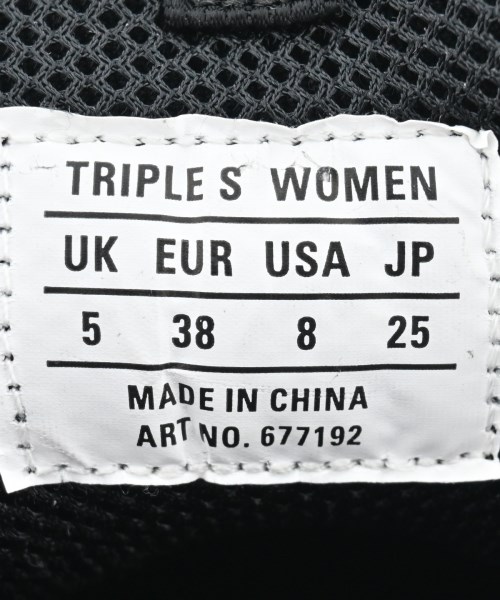 TRIPLE S WOMEN
UK EUR USA JP
5 38 8 25
MADE IN CHINA
ART NO. 677192